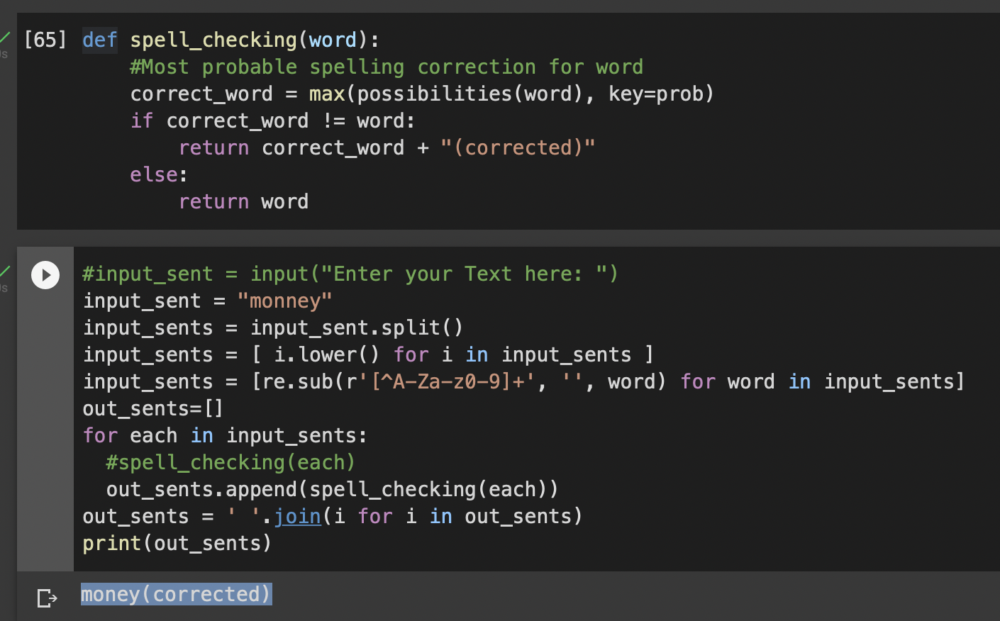 [65] def spell_checking(word):
#Most probable spelling correction for word
correct_word = max(possibilities(word), key=prob)
if correct_word != word:
return correct_word + "(corrected)"
else:
return word
#input_sent = input("Enter your Text here: ")
input_sent = "monney"
input_sents = input_sent.split()
input_sents = [ i.lower() for i in input_sents ]
input_sents = [re.sub(r'[^A-Za-z0-9]+', '', word) for word in input_sents]
out_sents=[]
for each in input_sents:
#spell_checking(each)
out_sents.append(spell_checking(each))
out_sents = ' '.join(i for i in out_sents)
print(out_sents)
money(corrected)